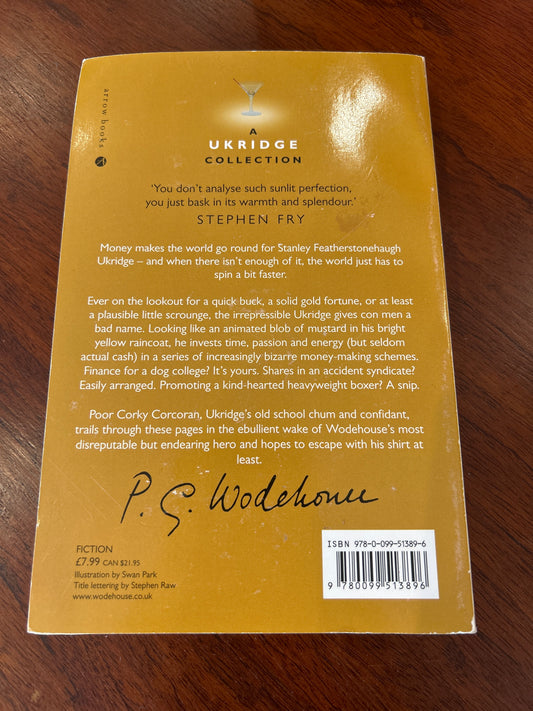 arrow books
A
UKRIDGE
COLLECTION
‘You don’t analyse such sunlit perfection,
you just bask in its warmth and splendour.’
STEPHEN FRY
Money makes the world go round for Stanley Featherstonehaugh
Ukridge – and when there isn’t enough of it, the world just has to
spin a bit faster.
Ever on the lookout for a quick buck, a solid gold fortune, or at least
a plausible little scrounge, the irrepressible Ukridge gives con men a
bad name. Looking like an animated blob of mustard in his bright
yellow raincoat, he invests time, passion and energy (but seldom
actual cash) in a series of increasingly bizarre money-making schemes.
Finance for a dog college? It’s yours. Shares in an accident syndicate?
Easily arranged. Promoting a kind-hearted heavyweight boxer? A snip.
Poor Corky Corcoran, Ukridge’s old school chum and confidant,
trails through these pages in the ebullient wake of Wodehouse’s most
disreputable but endearing hero and hopes to escape with his shirt at
least.
P. G. Wodehouse
ISBN 978-0-099-51389-6
9 780099 513896
FICTION
£7.99 CAN $21.95
Illustration by Swan Park
Title lettering by Stephen Raw
www.wodehouse.co.uk